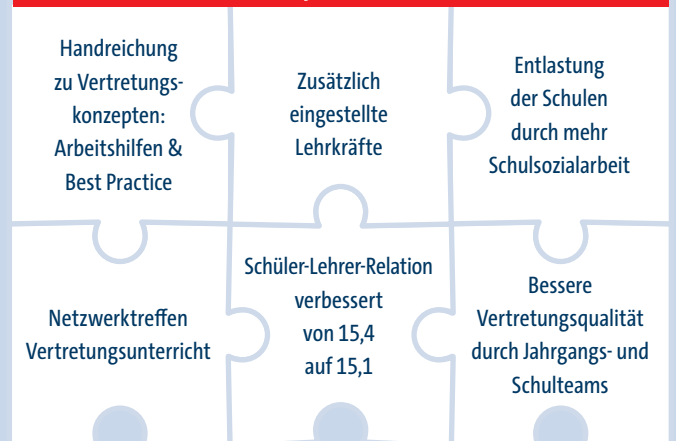 Handreichung
zu Vertretungs-
konzepten:
Arbeitshilfen &
Best Practice
Zusätzlich
eingestellte
Lehrkräfte
Entlastung
der Schulen
durch mehr
Schulsozialarbeit
Netzwerktreffen
Vertretungsunterricht
Schüler-Lehrer-Relation
verbessert
von 15,4
auf 15,1
Bessere
Vertretungsqualität
durch Jahrgangs- und
Schulteams